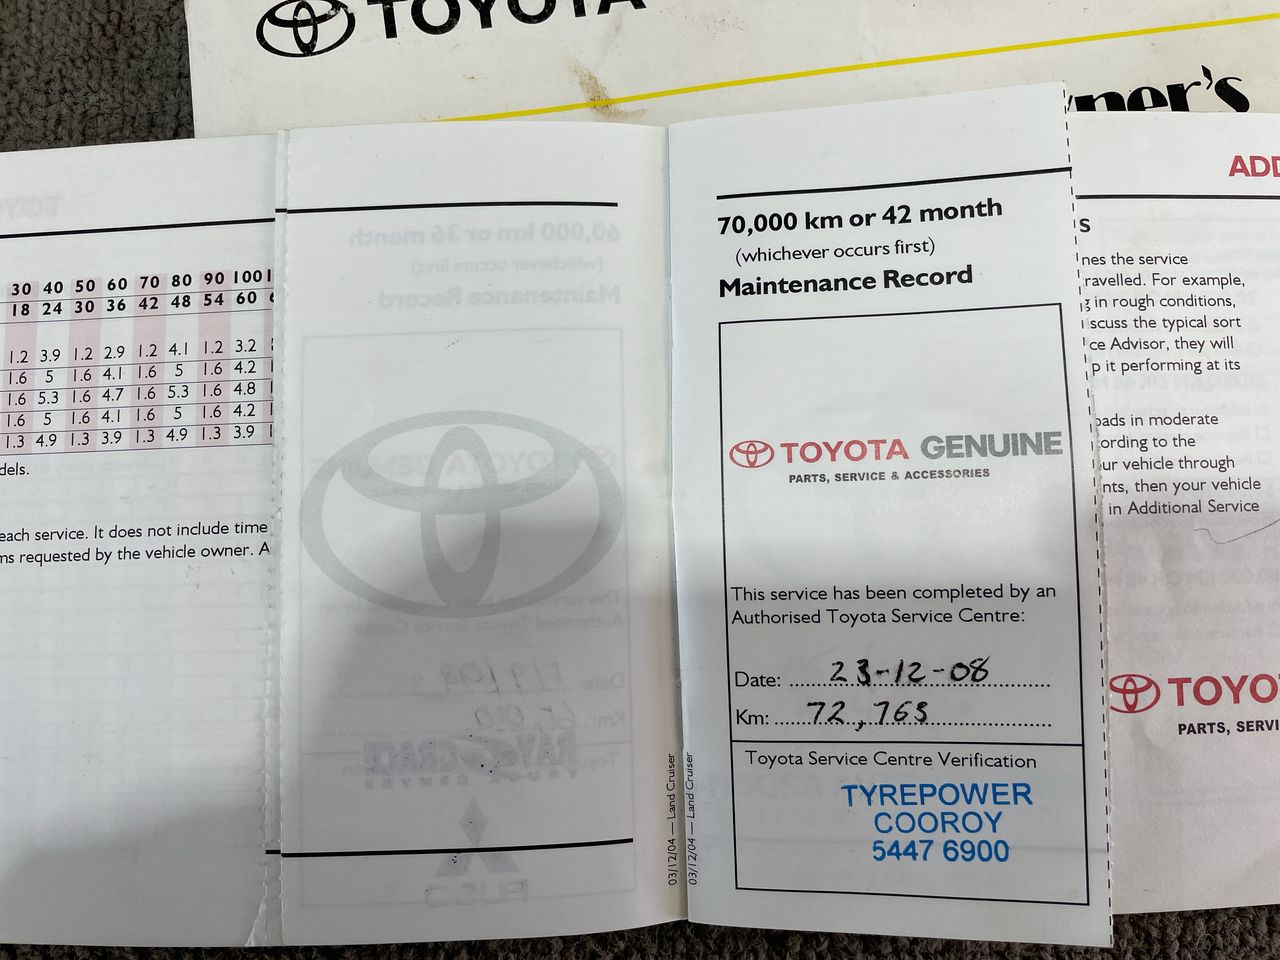 TOYOTA
ner's
30 40 50 60 70 80 90 100
18 24 30 36 42 48 54 60
1.2 3.9 1.2 2.9 1.2 4.1 1.2 3.2
1.6 5 1.6 4.1 1.6 5 1.6 4.2
1.6 5.3 1.6 4.7 1.6 5.3 1.6 4.8
1.6 5 1.6 4.1 1.6 5 1.6 4.2
1.3 4.9 1.3 3.9 1.3 4.9 1.3 3.9
dels.
each service. It does not include time
ms requested by the vehicle owner. A
03/12/04 — Land Cruiser
70,000 km or 42 month
(whichever occurs first)
Maintenance Record
TOYOTA GENUINE
PARTS, SERVICE & ACCESSORIES
This service has been completed by an
Authorised Toyota Service Centre:
Date: 23-12-08
Km: 72,763
Toyota Service Centre Verification
TYREPOWER
COOROY
5447 6900
03/12/04 — Land Cruiser
ADD
s
nes the service
ravelled. For example,
g in rough conditions,
scuss the typical sort
ce Advisor, they will
p it performing at its
oads in moderate
ording to the
ur vehicle through
nts, then your vehicle
in Additional Service
TOYO
PARTS, SERVI